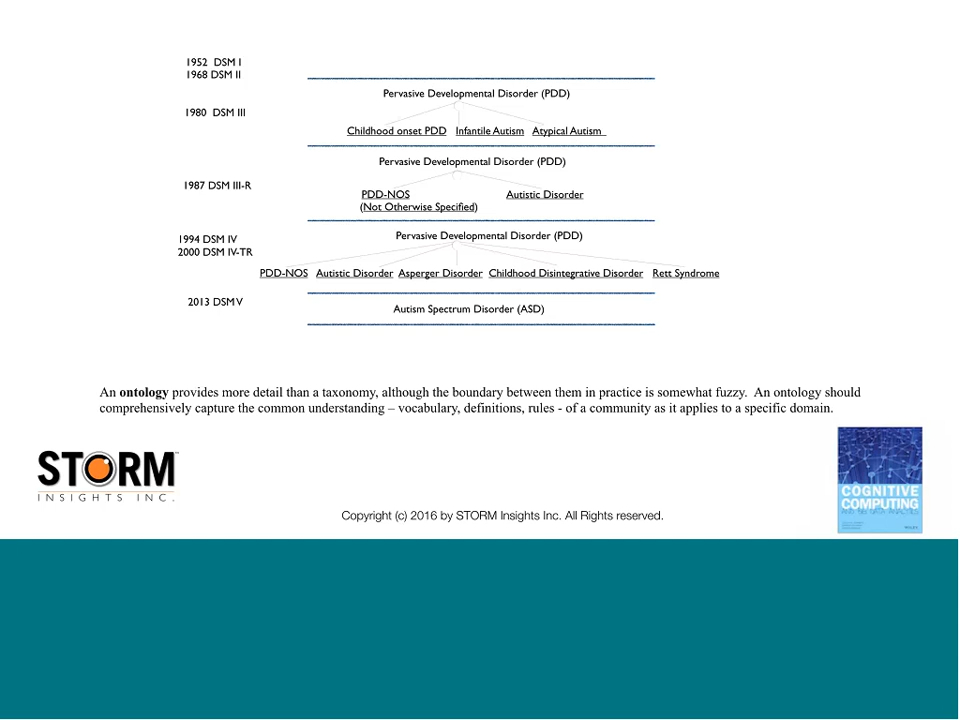 1952 DSM I
1968 DSM II
Pervasive Developmental Disorder (PDD)
1980 DSM III
Childhood onset PDD Infantile Autism Atypical Autism
Pervasive Developmental Disorder (PDD)
1987 DSM III-R
PDD-NOS Autistic Disorder
(Not Otherwise Specified)
Pervasive Developmental Disorder (PDD)
1994 DSM IV
2000 DSM IV-TR
PDD-NOS Autistic Disorder Asperger Disorder Childhood Disintegrative Disorder Rett Syndrome
2013 DSM V
Autism Spectrum Disorder (ASD)
An ontology provides more detail than a taxonomy, although the boundary between them in practice is somewhat fuzzy. An ontology should
comprehensively capture the common understanding – vocabulary, definitions, rules - of a community as it applies to a specific domain.
STORM™
INSIGHTS INC.
COGNITIVE
COMPUTING
WILEY
Copyright (c) 2016 by STORM Insights Inc. All Rights reserved.